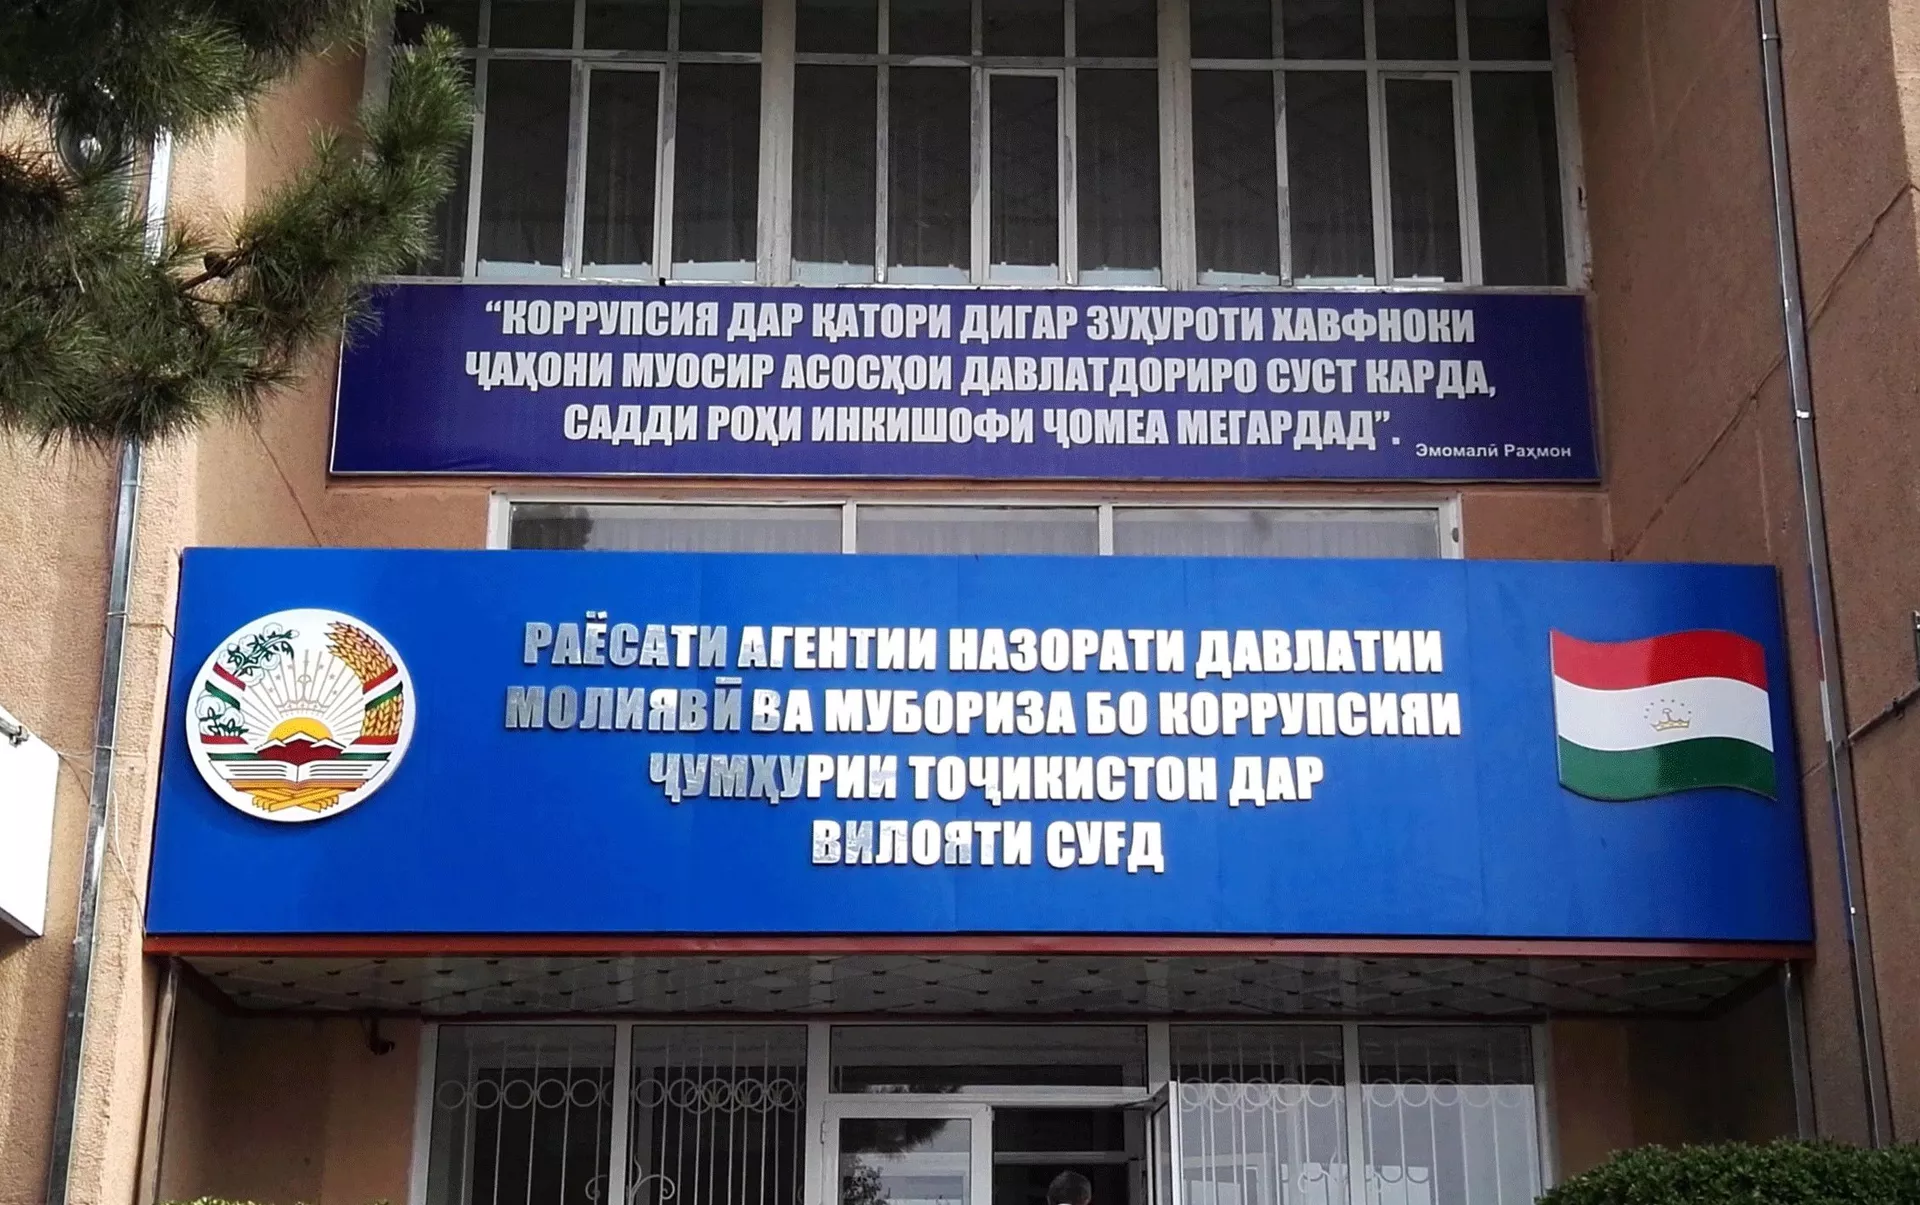 “КОРРУПСИЯ ДАР ҚАТОРИ ДИГАР ЗУҲУРОТИ ХАВФНОКИ
ҶАҲОНИ МУОСИР АСОСҲОИ ДАВЛАТДОРИРО СУСТ КАРДА,
САДДИ РОҲИ ИНКИШОФИ ҶОМЕА МЕГАРДАД”.
Эмомалӣ Раҳмон
РАЁСАТИ АГЕНТИИ НАЗОРАТИ ДАВЛАТИИ
МОЛИЯВӢ ВА МУБОРИЗА БО КОРРУПСИЯИ
ҶУМҲУРИИ ТОҶИКИСТОН ДАР
ВИЛОЯТИ СУҒД